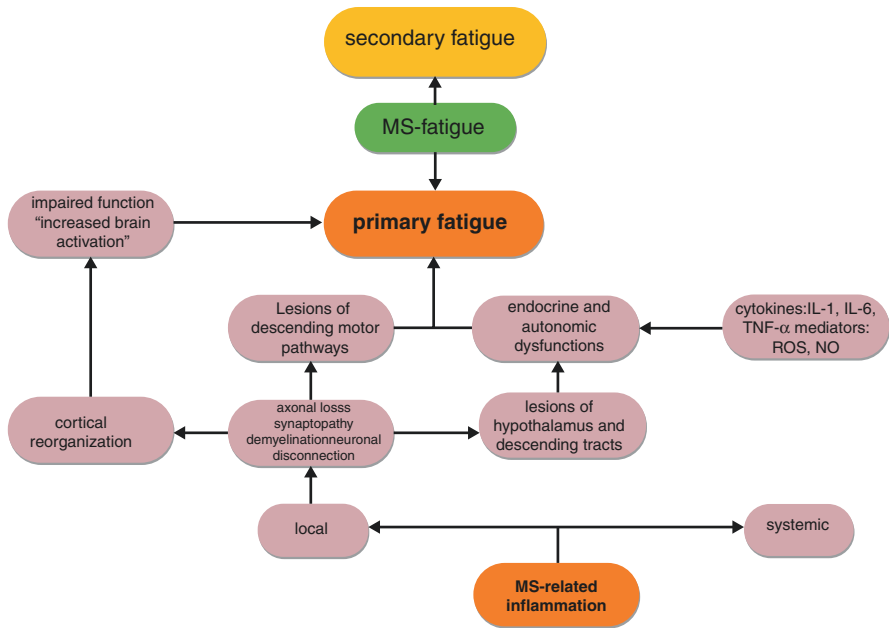 secondary fatigue
MS-fatigue
primary fatigue
impaired function
“increased brain
activation”
Lesions of
descending motor
pathways
endocrine and
autonomic
dysfunctions
cytokines:IL-1, IL-6,
TNF-α mediators:
ROS, NO
cortical
reorganization
axonal losss
synaptopathy
demyelinationneuronal
disconnection
lesions of
hypothalamus and
descending tracts
local
systemic
MS-related
inflammation